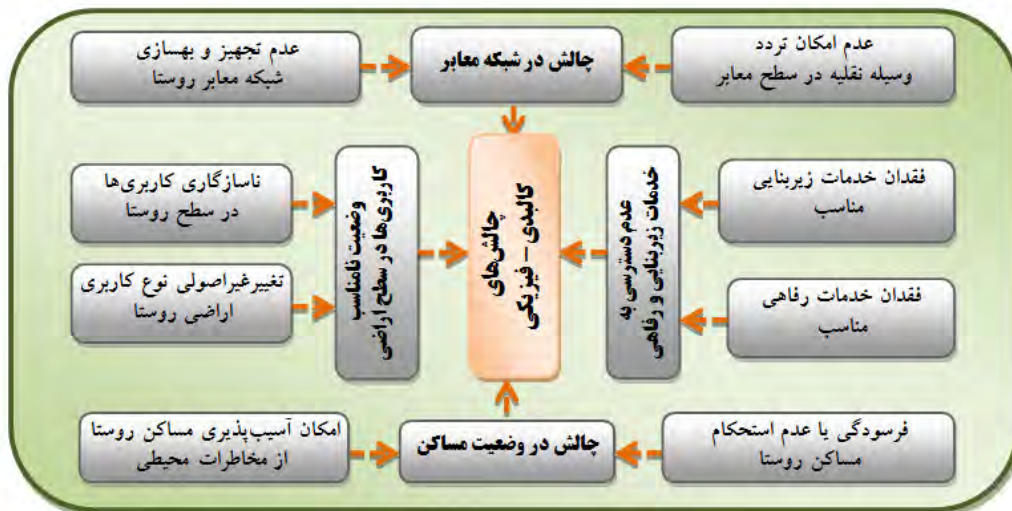 عدم امکان تردد
وسیله نقلیه در سطح معابر
چالش در شبکه معابر
عدم تجهیز و بهسازی
شبکه معابر روستا
فقدان خدمات زیربنایی
مناسب
فقدان خدمات رفاهی
مناسب
عدم دسترسی به
خدمات زیربنایی و رفاهی
چالش‌های
کالبدی – فیزیکی
وضعیت نامناسب
کاربری‌ها در سطح اراضی
ناسازگاری کاربری‌ها
در سطح روستا
تغییرغیراصولی نوع کاربری
اراضی روستا
فرسودگی یا عدم استحکام
مساکن روستا
چالش در وضعیت مساکن
امکان آسیب‌پذیری مساکن روستا
از مخاطرات محیطی